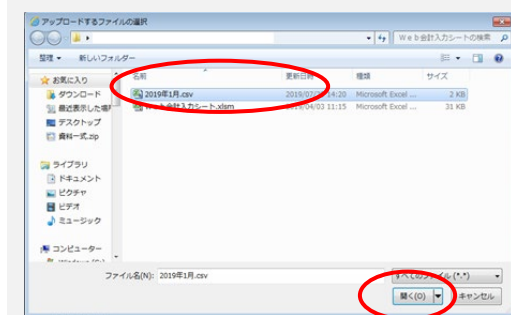 アップロードするファイルの選択
Web会計入力シートの検索
整理 新しいフォルダー
名前 更新日時 種類 サイズ
お気に入り
ダウンロード
最近表示した場
デスクトップ
資料一式.zip
2019年1月.csv 14:20 Microsoft Excel ... 2 KB
会計入力シート.xlsm /04/03 11:15 Microsoft Excel ... 31 KB
ライブラリ
ドキュメント
ピクチャ
ビデオ
ミュージック
コンピューター
ファイル名(N): 2019年1月.csv
すべてのファイル (*.*)
開く(O) キャンセル